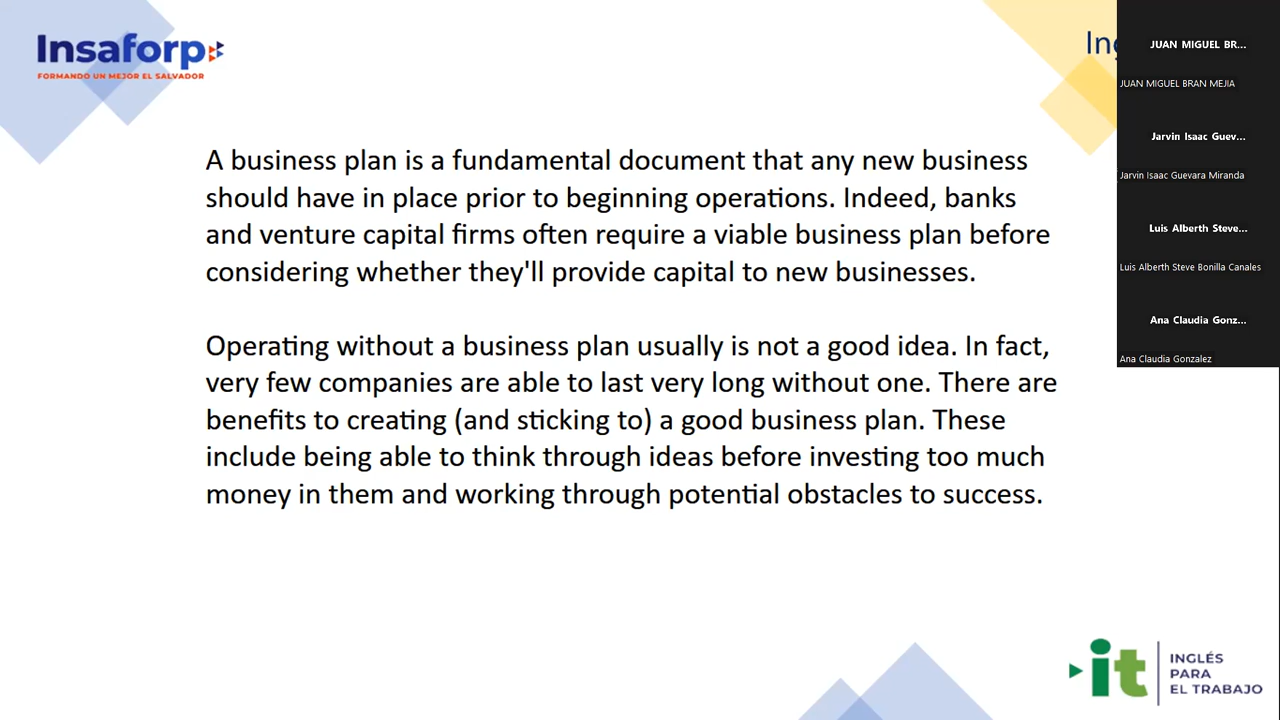 Insaforp
FORMANDO UN MEJOR EL SALVADOR
A business plan is a fundamental document that any new business
should have in place prior to beginning operations. Indeed, banks
and venture capital firms often require a viable business plan before
considering whether they'll provide capital to new businesses.
Operating without a business plan usually is not a good idea. In fact,
very few companies are able to last very long without one. There are
benefits to creating (and sticking to) a good business plan. These
include being able to think through ideas before investing too much
money in them and working through potential obstacles to success.
JUAN MIGUEL BR...
JUAN MIGUEL BRAN MEJIA
Jarvin Isaac Guev...
Jarvin Isaac Guevara Miranda
Luis Alberth Steve...
Luis Alberth Steve Bonilla Canales
Ana Claudia Gonz...
Ana Claudia Gonzalez
it
INGLÉS
PARA
EL TRABAJO